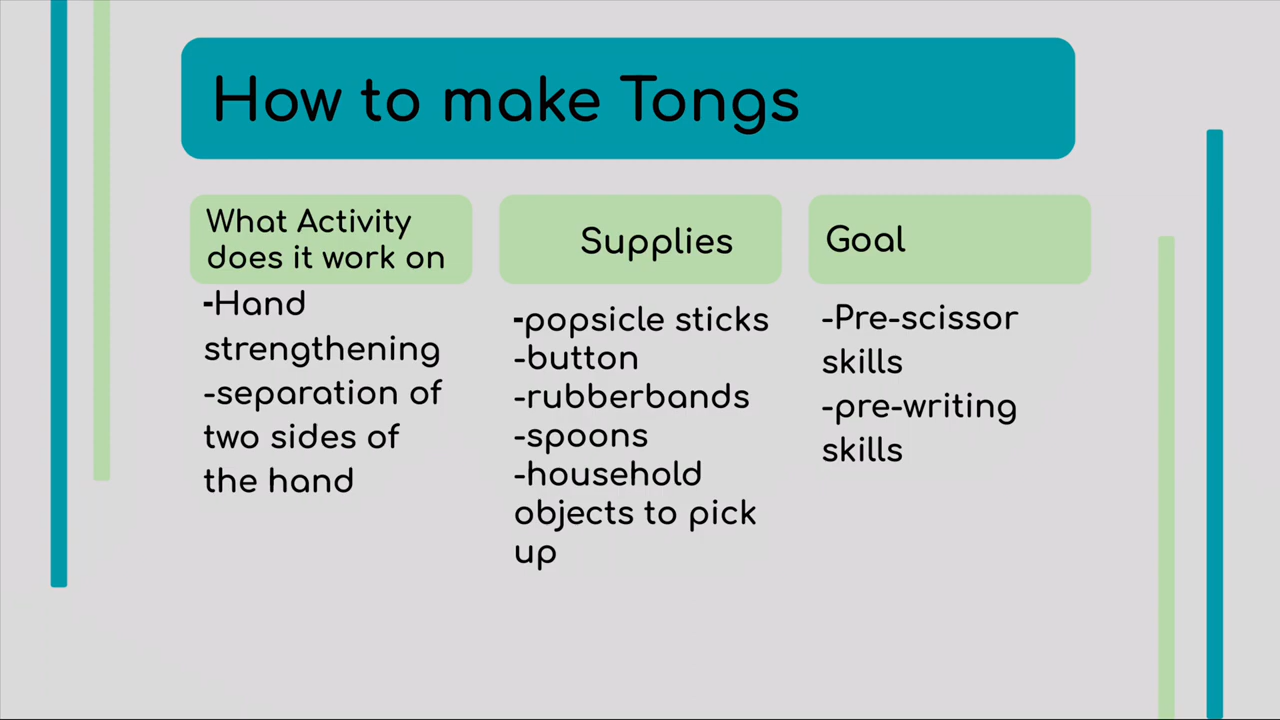 How to make Tongs
What Activity
does it work on
-Hand
strengthening
-separation of
two sides of
the hand
Supplies
-popsicle sticks
-button
-rubberbands
-spoons
-household
objects to pick
up
Goal
-Pre-scissor
skills
-pre-writing
skills